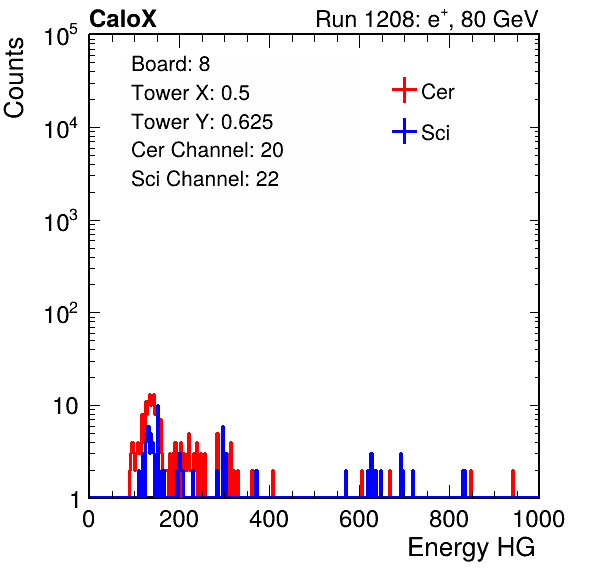 CaloX Run 1208: e⁺, 80 GeV
Counts
10⁵
10⁴
10³
10²
10
1
Board: 8
Tower X: 0.5
Tower Y: 0.625
Cer Channel: 20
Sci Channel: 22
Cer
Sci
0 200 400 600 800 1000
Energy HG